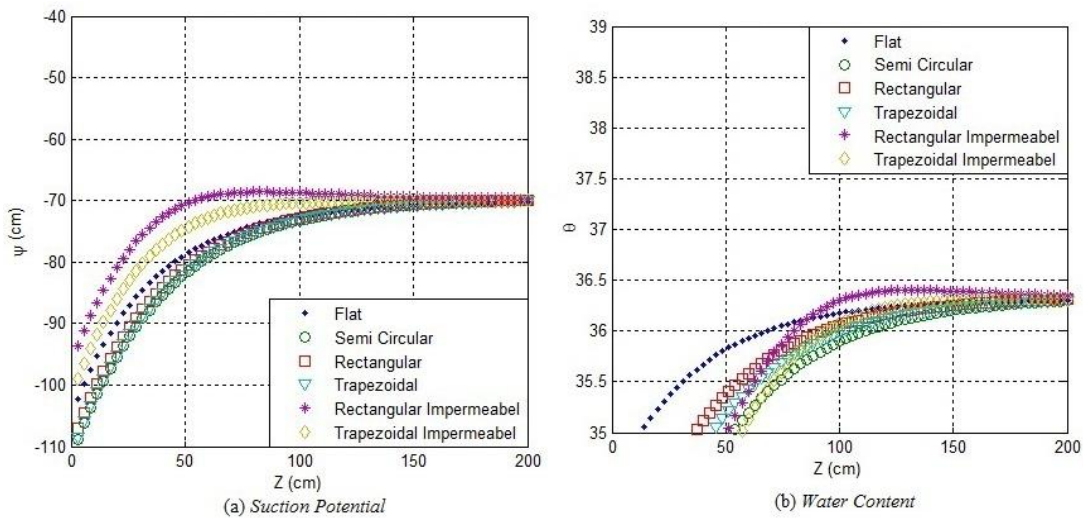 -40
-50
-60
-70
-80
-90
-100
-110
ψ (cm)
0
50
100
150
200
Z (cm)
Flat
Semi Circular
Rectangular
Trapezoidal
Rectangular Impermeabel
Trapezoidal Impermeabel
(a) Suction Potential
39
38.5
38
37.5
37
36.5
36
35.5
35
θ
0
50
100
150
200
Z (cm)
Flat
Semi Circular
Rectangular
Trapezoidal
Rectangular Impermeabel
Trapezoidal Impermeabel
(b) Water Content